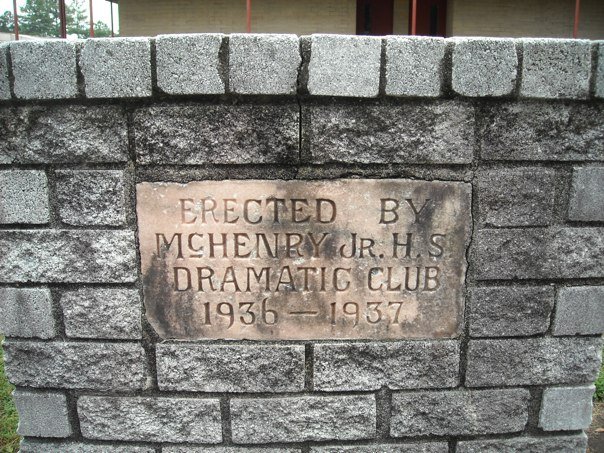 ERECTED BY
McHENRY JR. H. S.
DRAMATIC CLUB
1936—1937